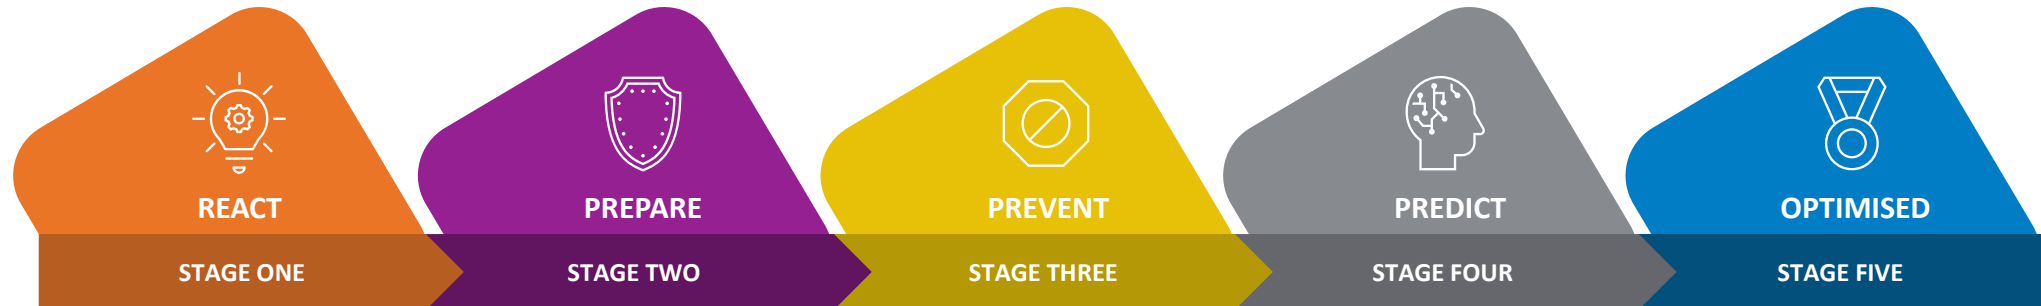 REACT
PREPARE
PREVENT
PREDICT
OPTIMISED
STAGE ONE
STAGE TWO
STAGE THREE
STAGE FOUR
STAGE FIVE